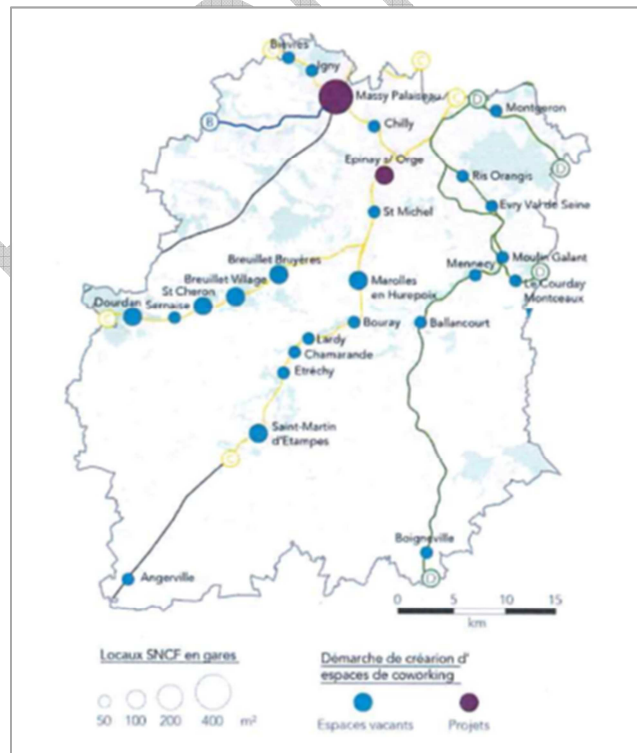 Bièvres
C
Igny
C
Massy Palaiseau
C
D
Montgeron
B
Chilly
Epinay s/ Orge
D
Ris Orangis
St Michel
Evry Val de Seine
Breuillet Bruyères
Moulin Galant
Mennecy
D
Breuillet Village
St Cheron
Marolles
en Hurepoix
Le Courday
Montceaux
Dourdan
Sermaise
C
Bouray
Ballancourt
Lardy
Chamarande
Etréchy
Saint-Martin
d'Etampes
C
Boigneville
D
Angerville
0 5 10 15
km
Locaux SNCF en gares
50 100 200 400 m²
Démarche de créarion d'
espaces de coworking
Espaces vacants
Projets